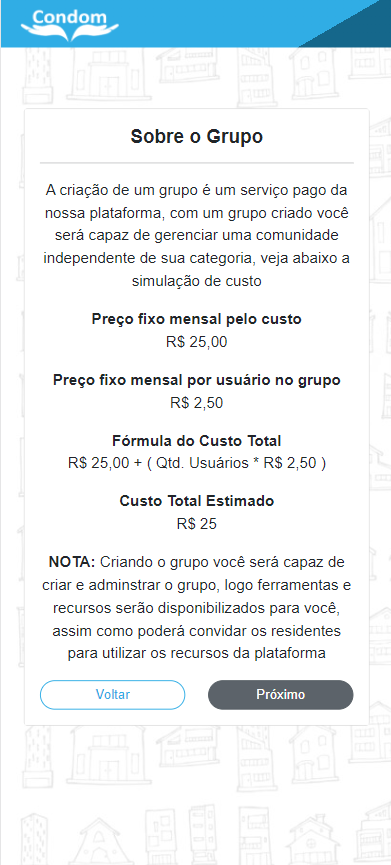 Condom
Sobre o Grupo
A criação de um grupo é um serviço pago da
nossa plataforma, com um grupo criado você
será capaz de gerenciar uma comunidade
independente de sua categoria, veja abaixo a
simulação de custo
Preço fixo mensal pelo custo
R$ 25,00
Preço fixo mensal por usuário no grupo
R$ 2,50
Fórmula do Custo Total
R$ 25,00 + ( Qtd. Usuários * R$ 2,50 )
Custo Total Estimado
R$ 25
NOTA: Criando o grupo você será capaz de
criar e adminstrar o grupo, logo ferramentas e
recursos serão disponibilizados para você,
assim como poderá convidar os residentes
para utilizar os recursos da plataforma
Voltar
Próximo